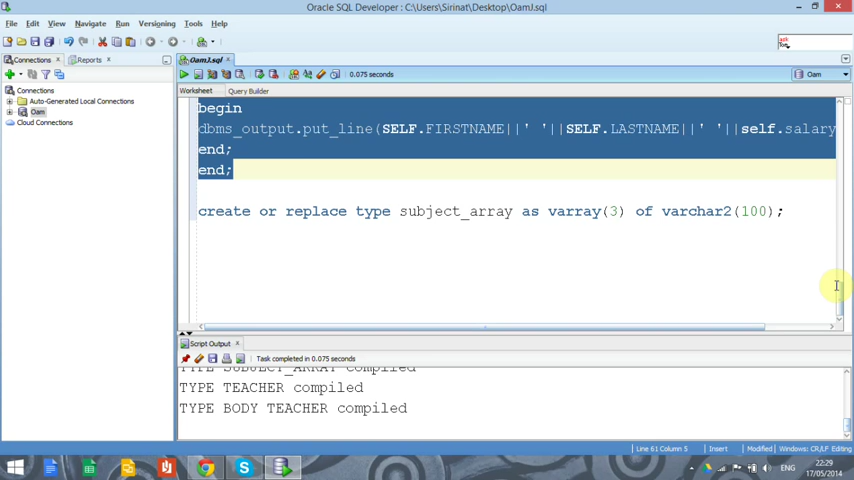 Oracle SQL Developer : C:\Users\Sirinat\Desktop\OamJ.sql
File Edit View Navigate Run Versioning Tools Help
Connections Reports OamJ.sql
0.075 seconds Oam
Worksheet Query Builder
Connections
Auto-Generated Local Connections
Oam
Cloud Connections
begin
dbms_output.put_line(SELF.FIRSTNAME||' '||SELF.LASTNAME||' '||self.salary
end;
end;
create or replace type subject_array as varray(3) of varchar2(100);
Script Output
Task completed in 0.075 seconds
TYPE SUBJECT_ARRAY compiled
TYPE TEACHER compiled
TYPE BODY TEACHER compiled
Line 61 Column 5 Insert Modified Windows: CR/LF Editing
ENG
22:29
17/05/2014